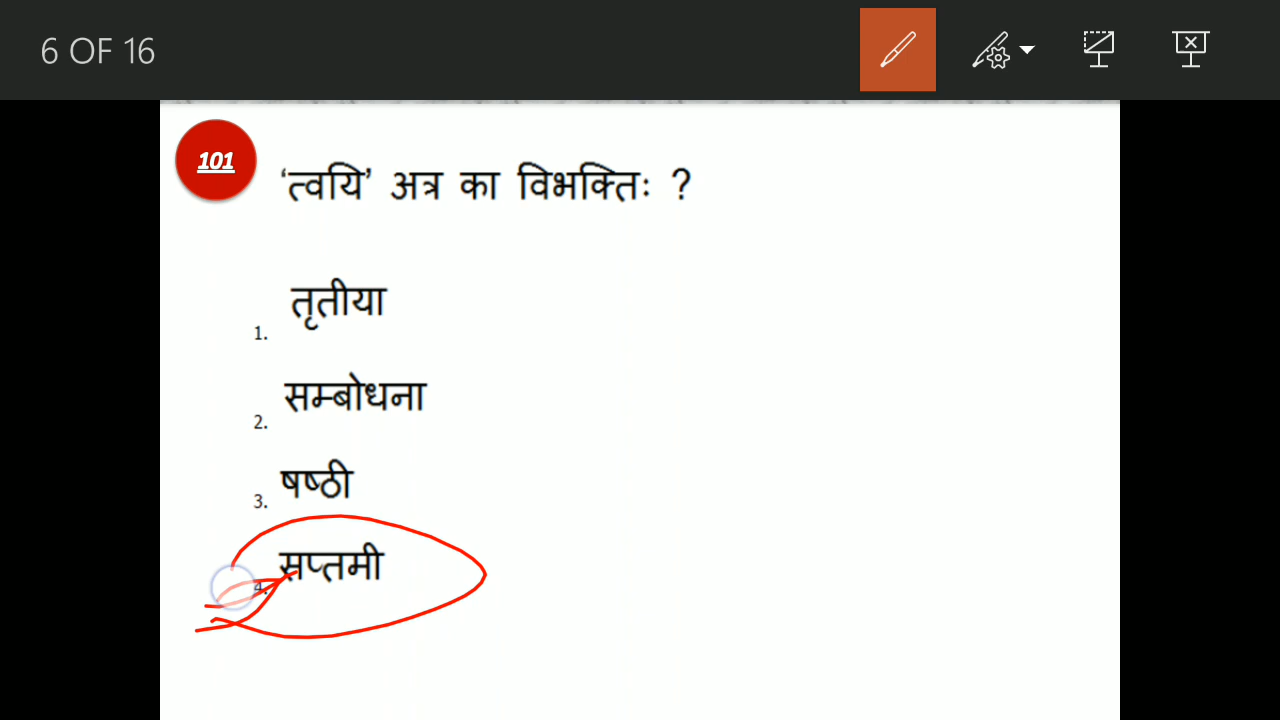 6 OF 16
101
‘त्वयि’ अत्र का विभक्तिः ?
1. तृतीया
2. सम्बोधना
3. षष्ठी
4. सप्तमी